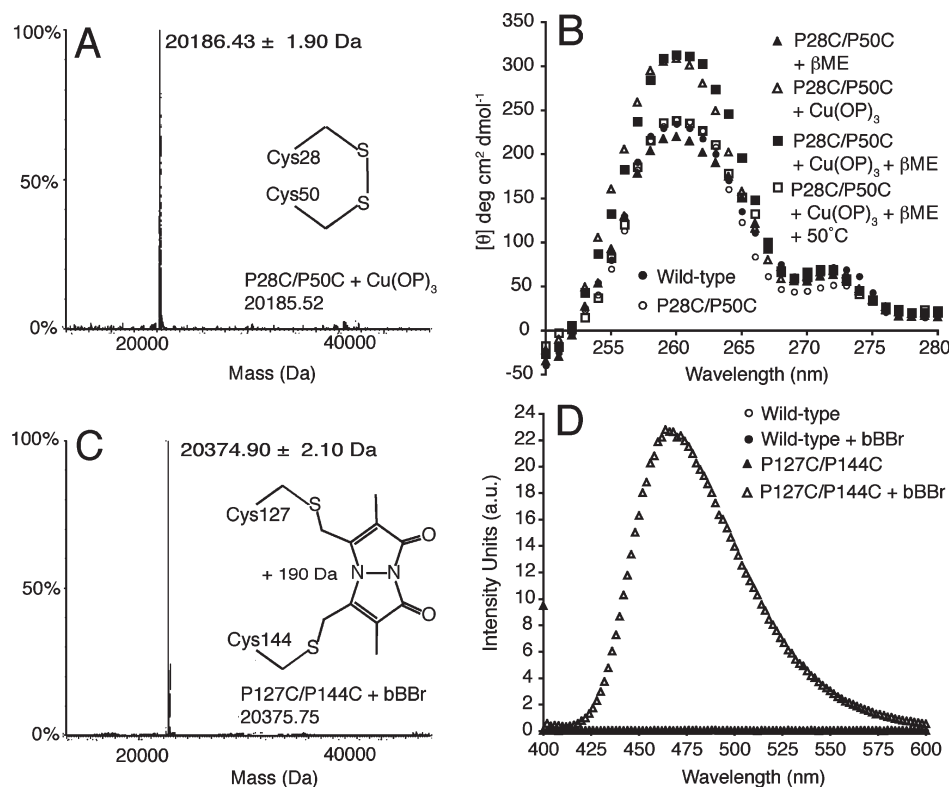 A
100%
50%
0%
20186.43 ± 1.90 Da
Cys28
S
Cys50
S
P28C/P50C + Cu(OP)3
20185.52
20000
40000
Mass (Da)
B
350
300
250
200
150
100
50
0
-50
[θ] deg cm2 dmol-1
P28C/P50C
+ βME
P28C/P50C
+ Cu(OP)3
P28C/P50C
+ Cu(OP)3 + βME
P28C/P50C
+ Cu(OP)3 + βME
+ 50˚C
Wild-type
P28C/P50C
255
260
265
270
275
280
Wavelength (nm)
C
100%
50%
0%
20374.90 ± 2.10 Da
Cys127
S
O
+ 190 Da
N
N
O
Cys144
S
P127C/P144C + bBBr
20375.75
20000
40000
Mass (Da)
D
24
22
20
18
16
14
12
10
8
6
4
2
0
Intensity Units (a.u.)
Wild-type
Wild-type + bBBr
P127C/P144C
P127C/P144C + bBBr
400
425
450
475
500
525
550
575
600
Wavelength (nm)